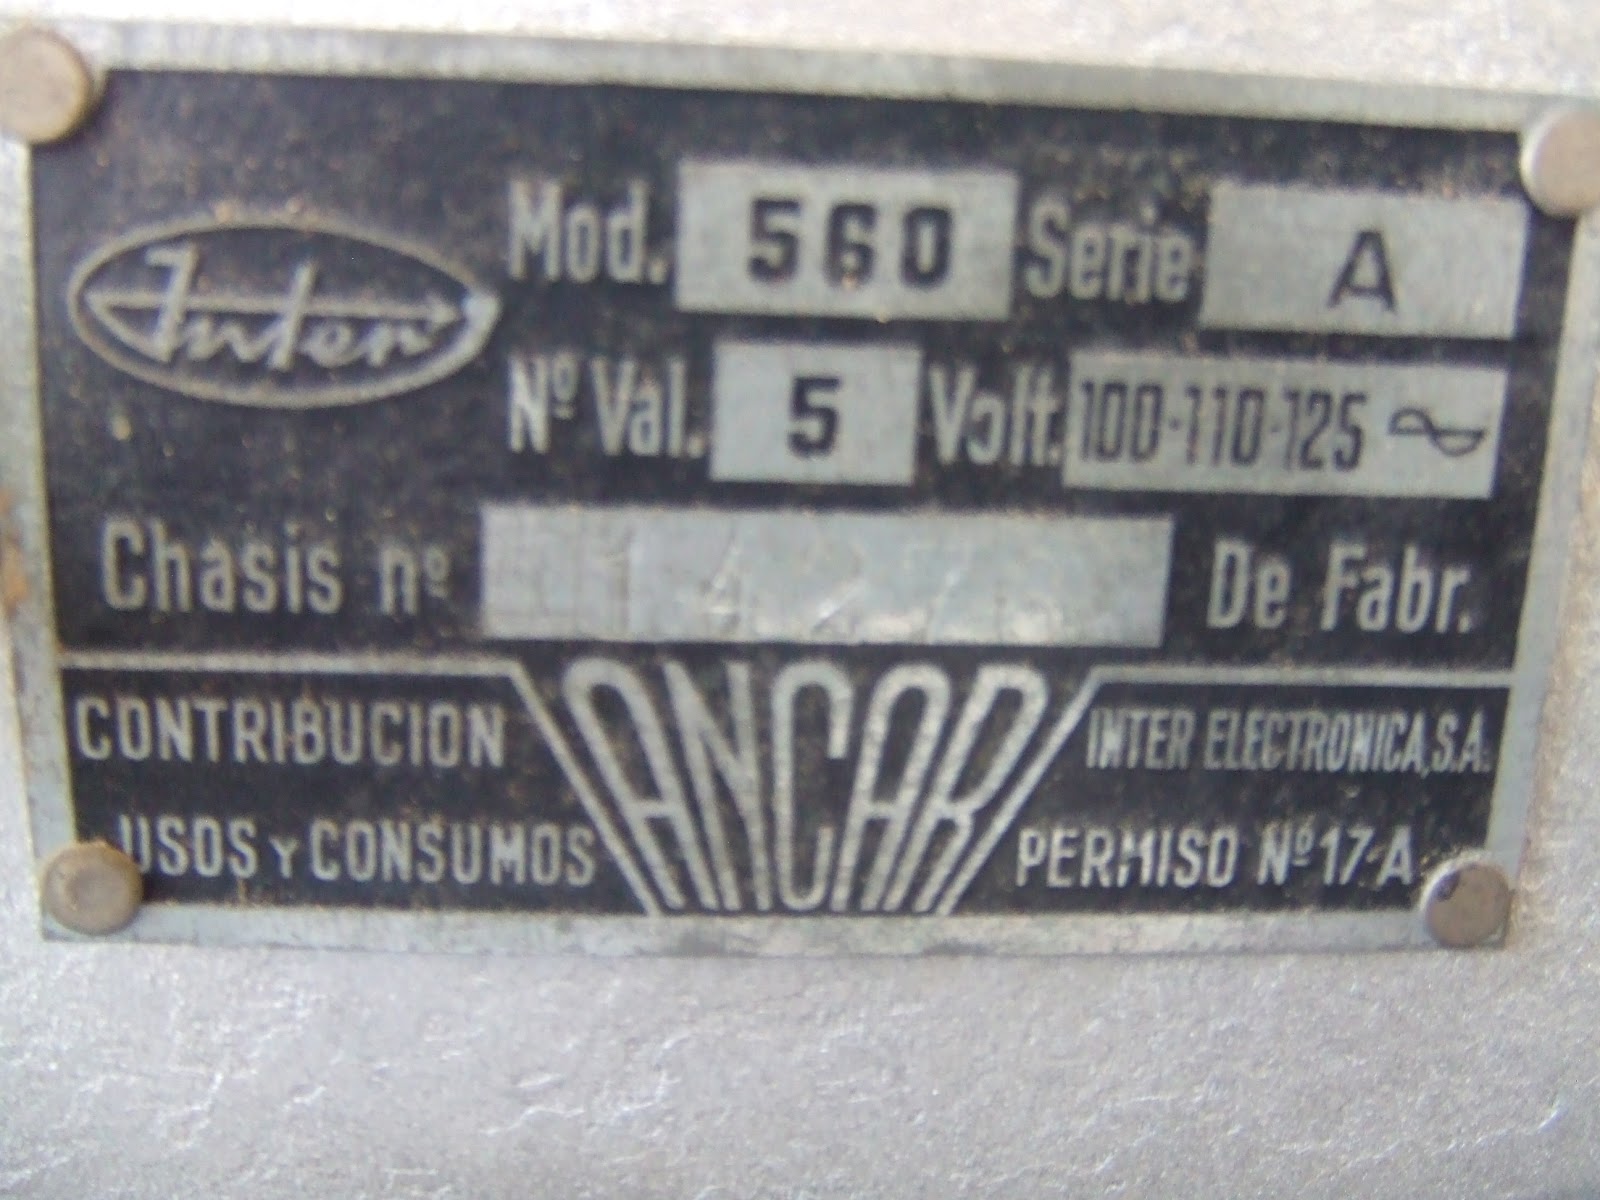 Inter
Mod. 560 Serie A
Nº Val. 5 Volt. 100-110-125
Chasis nº De Fabr.
CONTRIBUCION
USOS Y CONSUMOS
ANCAR
INTER ELECTRONICA, S.A.
PERMISO Nº 17-A